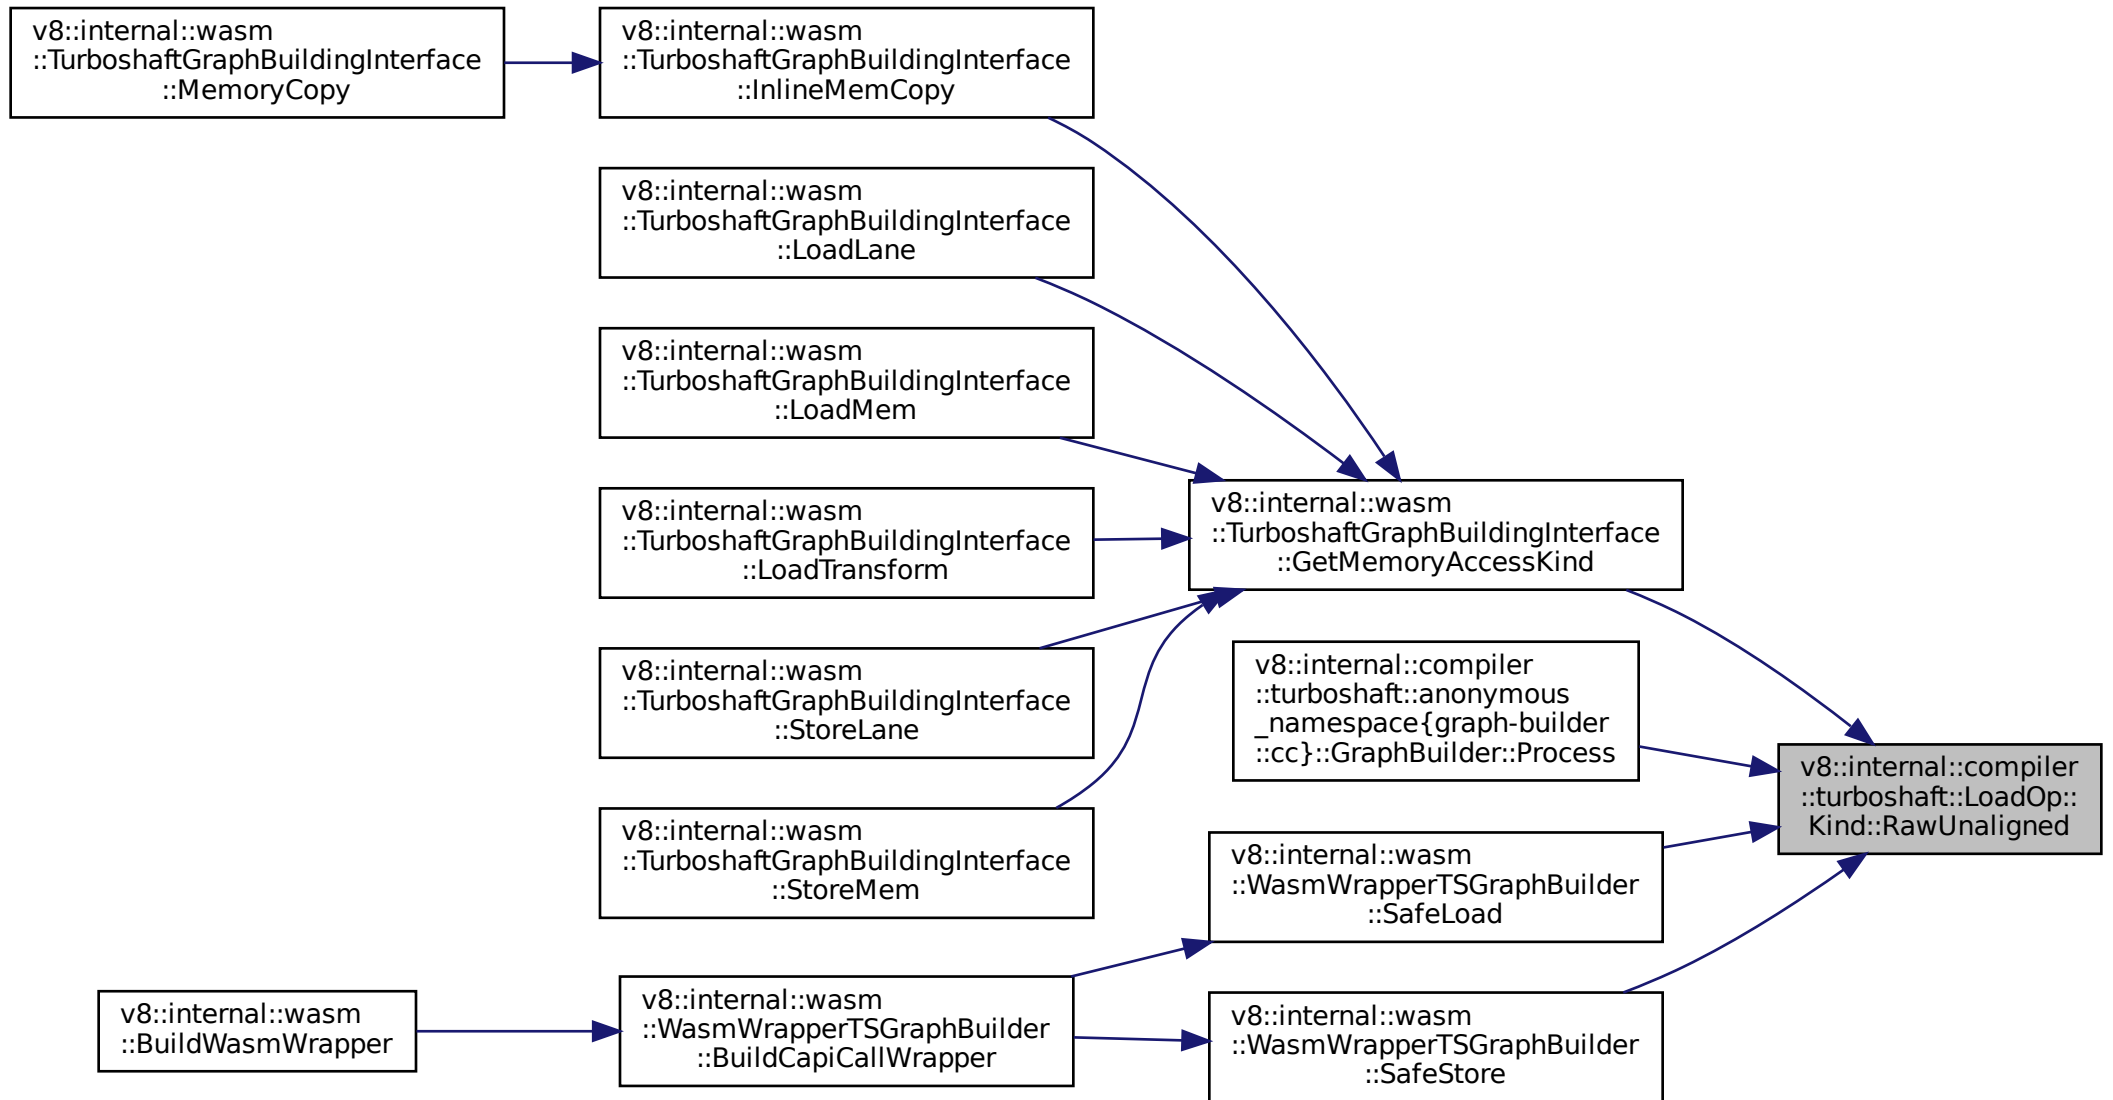 v8::internal::wasm
::TurboshaftGraphBuildingInterface
::MemoryCopy
v8::internal::wasm
::TurboshaftGraphBuildingInterface
::InlineMemCopy
v8::internal::wasm
::TurboshaftGraphBuildingInterface
::LoadLane
v8::internal::wasm
::TurboshaftGraphBuildingInterface
::LoadMem
v8::internal::wasm
::TurboshaftGraphBuildingInterface
::LoadTransform
v8::internal::wasm
::TurboshaftGraphBuildingInterface
::GetMemoryAccessKind
v8::internal::wasm
::TurboshaftGraphBuildingInterface
::StoreLane
v8::internal::compiler
::turboshaft::anonymous
_namespace{graph-builder
::cc}::GraphBuilder::Process
v8::internal::compiler
::turboshaft::LoadOp::
Kind::RawUnaligned
v8::internal::wasm
::TurboshaftGraphBuildingInterface
::StoreMem
v8::internal::wasm
::WasmWrapperTSGraphBuilder
::SafeLoad
v8::internal::wasm
::BuildWasmWrapper
v8::internal::wasm
::WasmWrapperTSGraphBuilder
::BuildCapiCallWrapper
v8::internal::wasm
::WasmWrapperTSGraphBuilder
::SafeStore